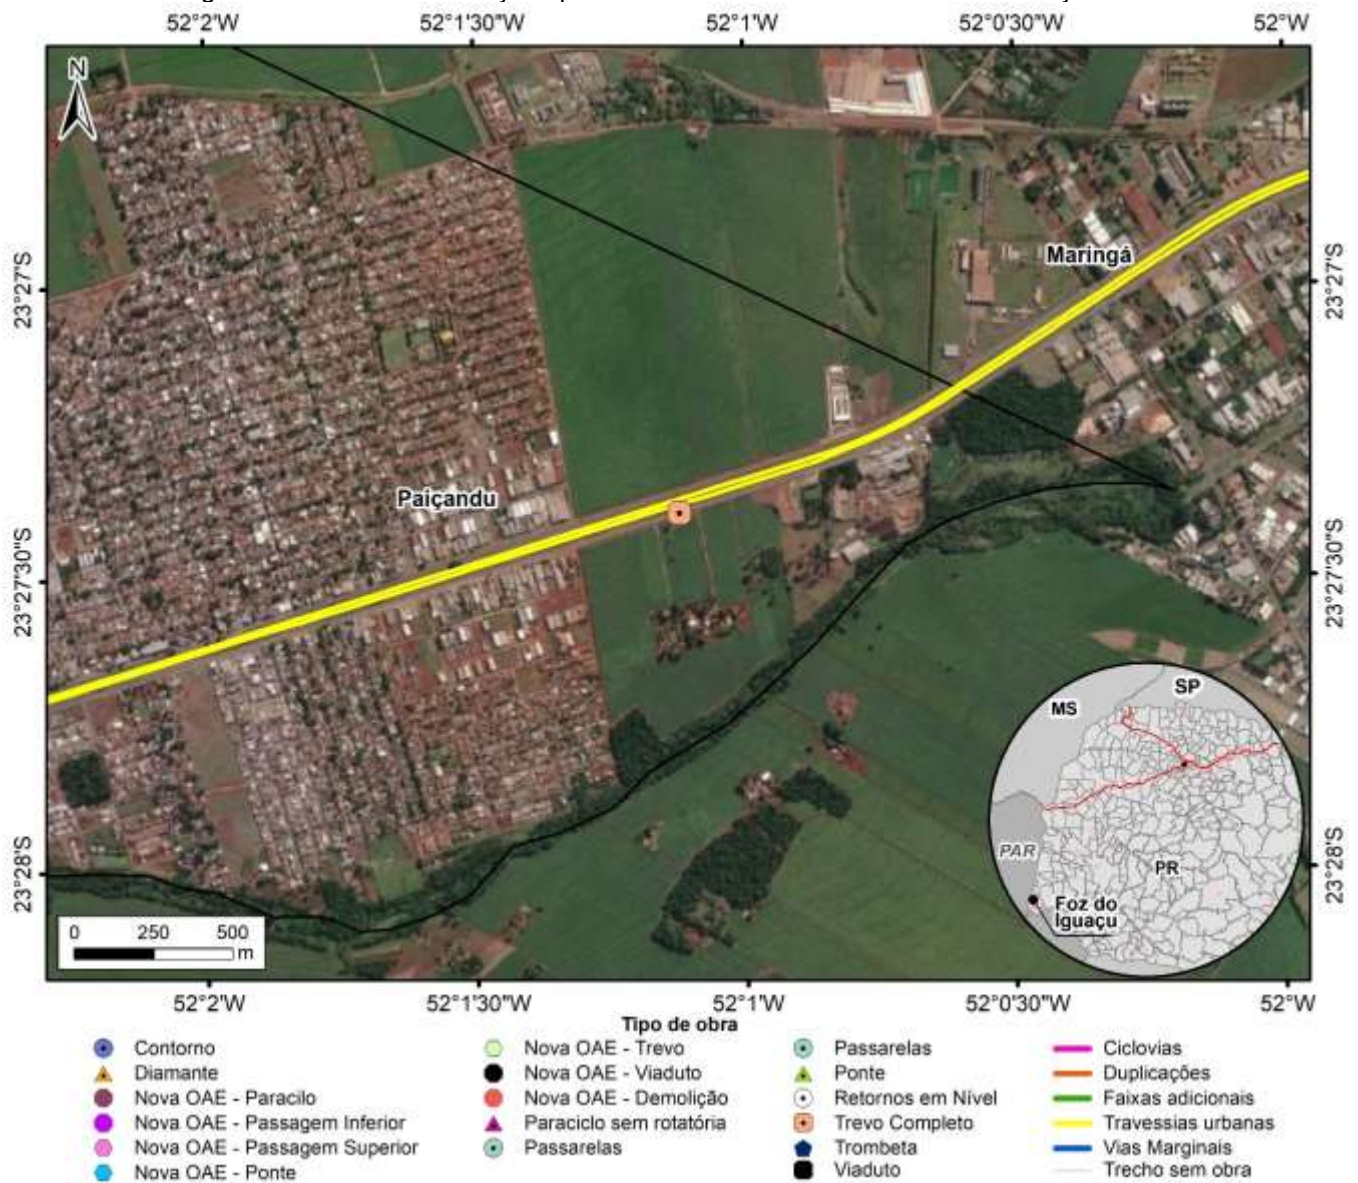 52°2'W 52°1'30"W 52°1'W 52°0'30"W 52°W
N
23°27'S 23°27'S
Maringá
Paiçandu
23°27'30"S 23°27'30"S
SP
MS
PAR
PR
23°28'S 23°28'S
Foz do
Iguaçu
0 250 500
m
52°2'W 52°1'30"W 52°1'W 52°0'30"W 52°W
Tipo de obra
Contorno
Diamante
Nova OAE - Paracilo
Nova OAE - Passagem Inferior
Nova OAE - Passagem Superior
Nova OAE - Ponte
Nova OAE - Trevo
Nova OAE - Viaduto
Nova OAE - Demolição
Paraciclo sem rotatória
Passarelas
Passarelas
Ponte
Retornos em Nível
Trevo Completo
Trombeta
Viaduto
Ciclovias
Duplicações
Faixas adicionais
Travessias urbanas
Vias Marginais
Trecho sem obra